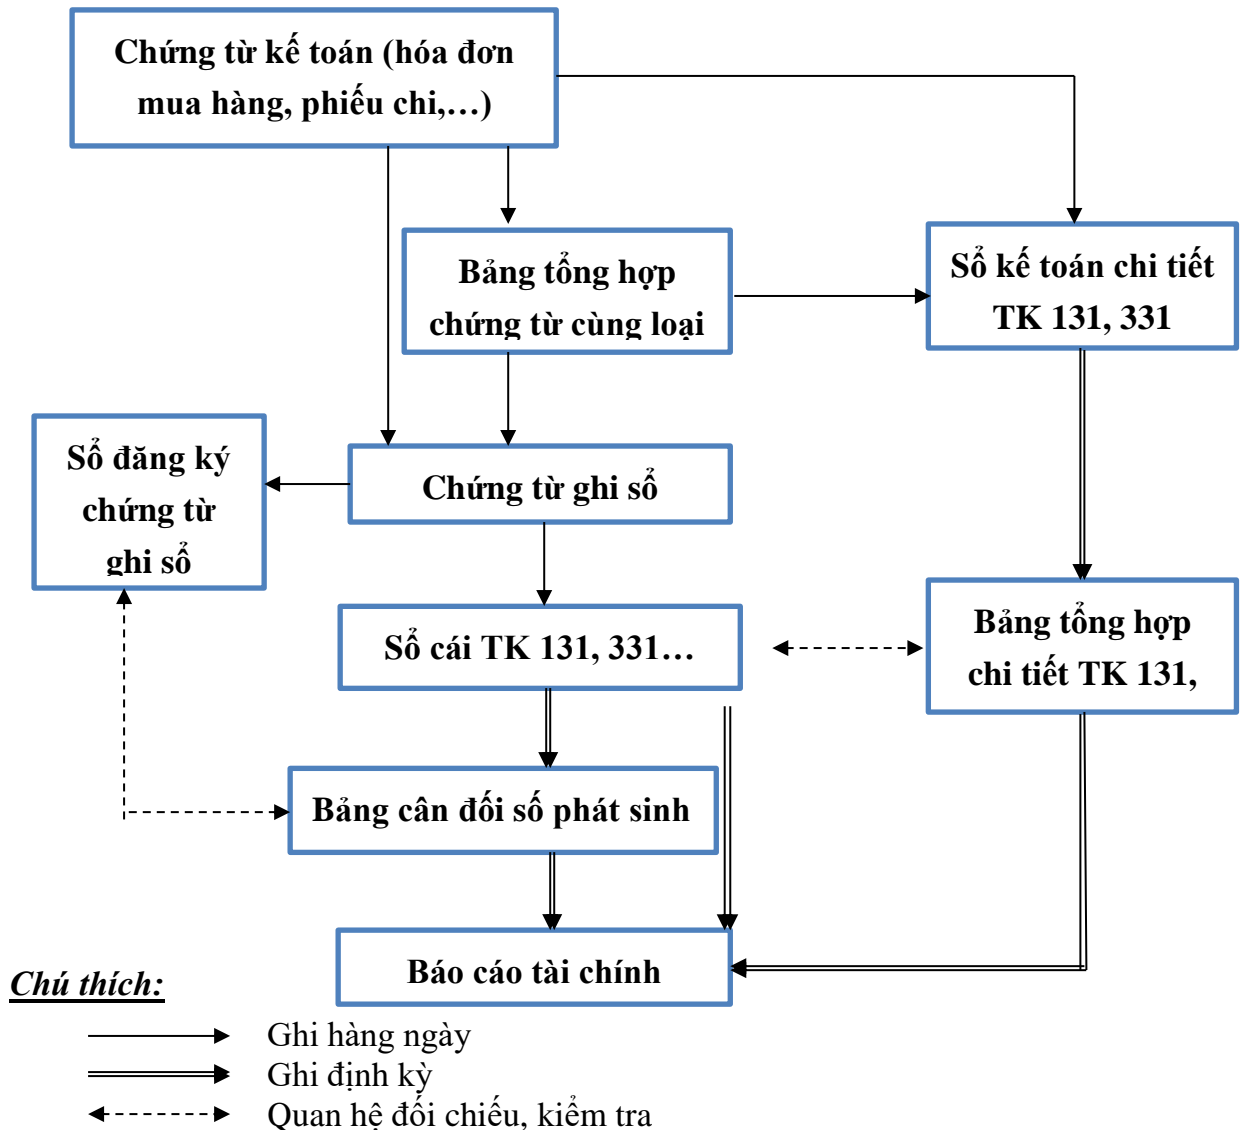 Chứng từ kế toán (hóa đơn
mua hàng, phiếu chi,…)
Bảng tổng hợp
chứng từ cùng loại
Sổ kế toán chi tiết
TK 131, 331
Sổ đăng ký
chứng từ
ghi sổ
Chứng từ ghi sổ
Sổ cái TK 131, 331…
Bảng tổng hợp
chi tiết TK 131,
Bảng cân đối số phát sinh
Báo cáo tài chính
Chú thích:
Ghi hàng ngày
Ghi định kỳ
Quan hệ đối chiếu, kiểm tra